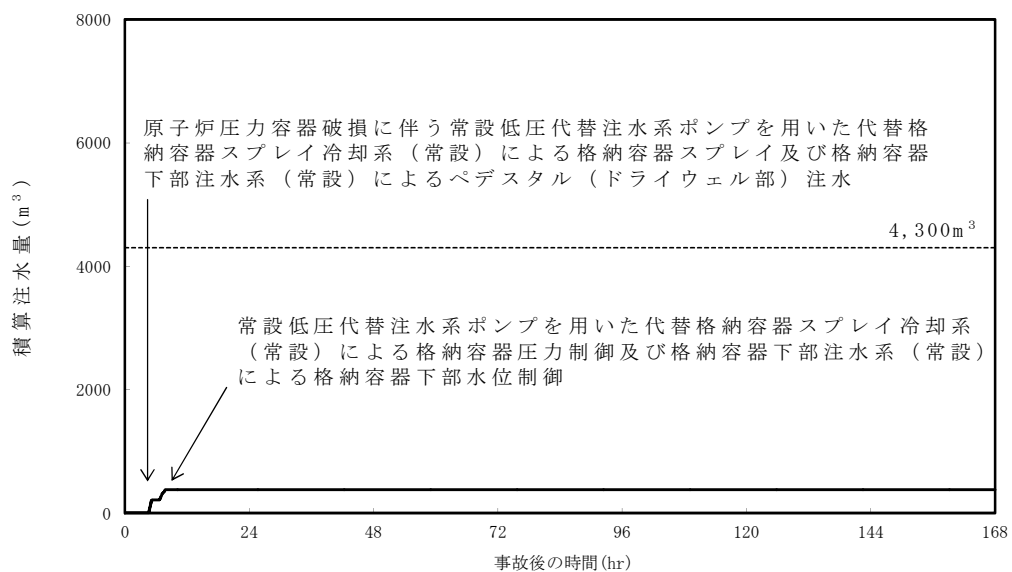 8000
原子炉圧力容器破損に伴う常設低圧代替注水系ポンプを用いた代替格
納容器スプレイ冷却系（常設）による格納容器スプレイ及び格納容器
下部注水系（常設）によるペデスタル（ドライウェル部）注水
6000
4,300m³
4000
積算注水量(m³)
常設低圧代替注水系ポンプを用いた代替格納容器スプレイ冷却系
（常設）による格納容器圧力制御及び格納容器下部注水系（常設）
による格納容器下部水位制御
2000
0
0 24 48 72 96 120 144 168
事故後の時間(hr)